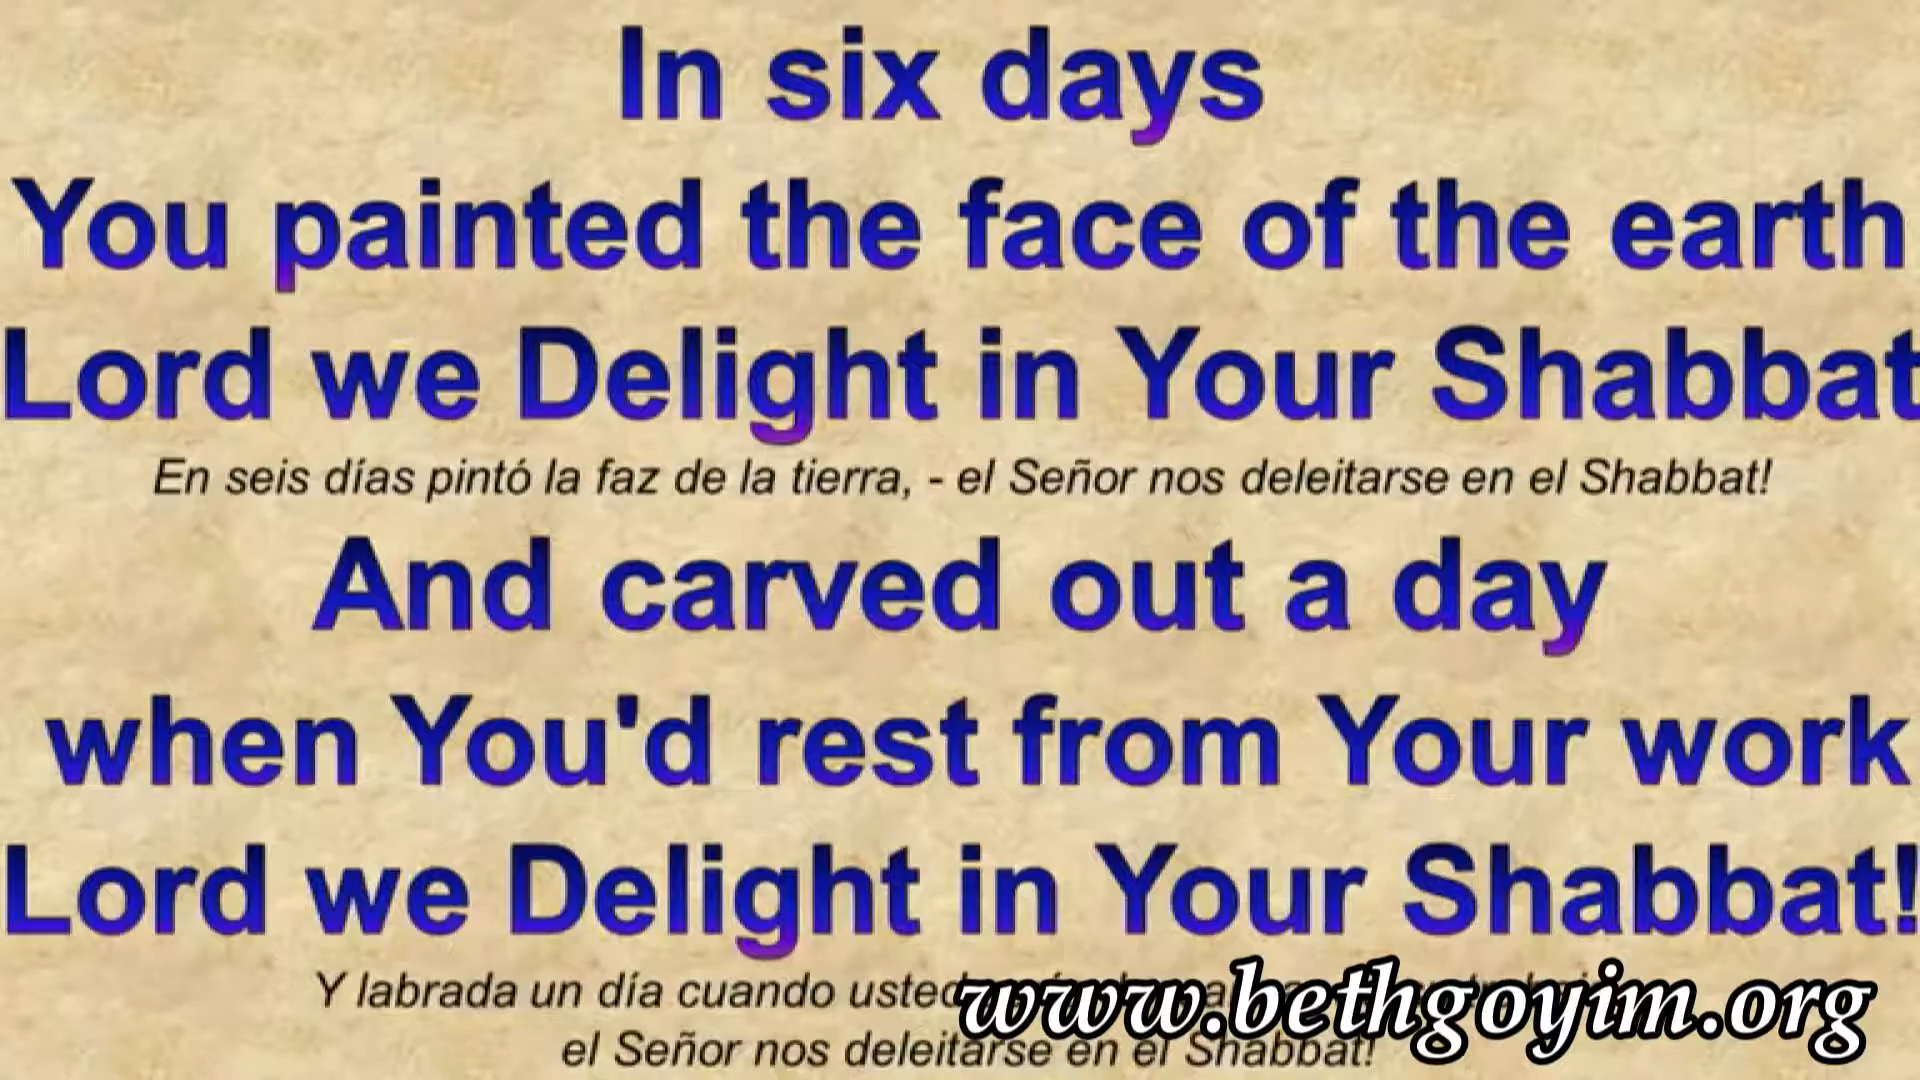 In six days
You painted the face of the earth
Lord we Delight in Your Shabbat
En seis días pintó la faz de la tierra, - el Señor nos deleitarse en el Shabbat!
And carved out a day
when You'd rest from Your work
Lord we Delight in Your Shabbat!
Y labrada un día cuando
www.bethgoyim.org
el Señor nos deleitarse en el Shabbat!